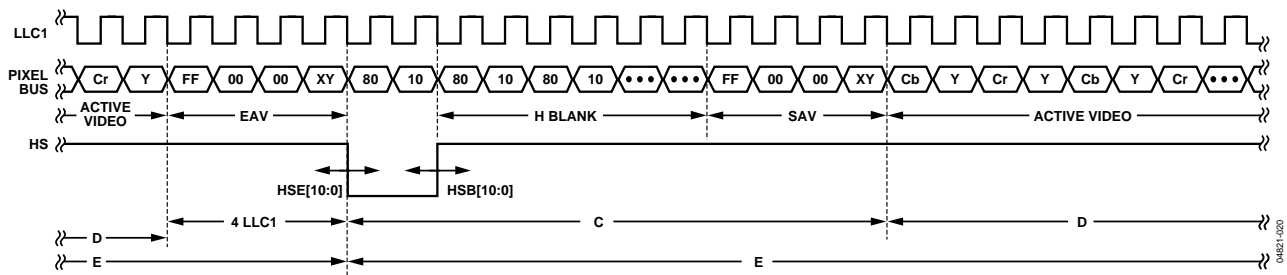 LLC1
PIXEL BUS Cr Y FF 00 00 XY 80 10 80 10 80 10 ••• ••• FF 00 00 XY Cb Y Cr Y Cb Y Cr •••
ACTIVE VIDEO EAV H BLANK SAV ACTIVE VIDEO
HS
HSE[10:0] HSB[10:0]
4 LLC1 C D
D
E E
04821-020